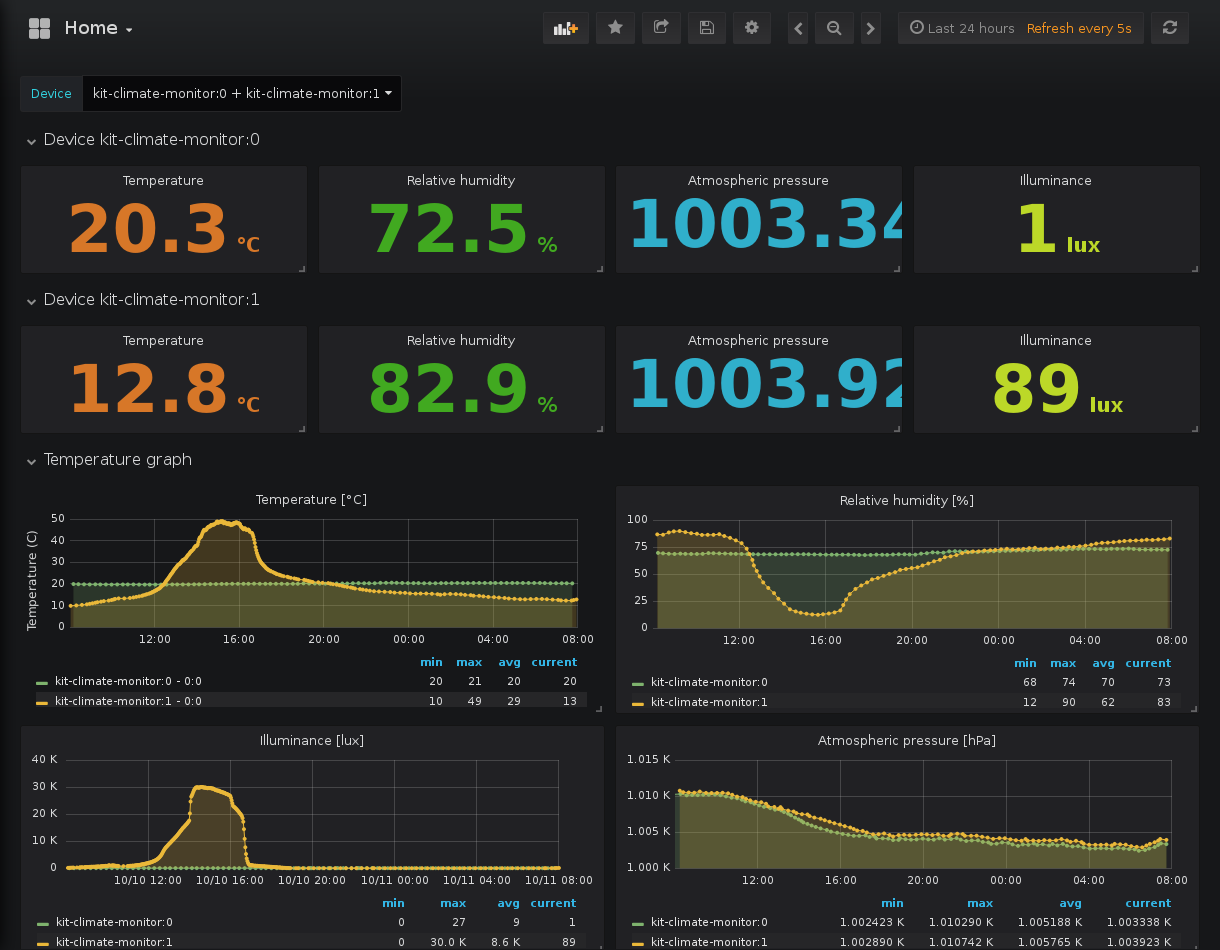 Home
Last 24 hours Refresh every 5s
Device kit-climate-monitor:0 + kit-climate-monitor:1
Device kit-climate-monitor:0
Temperature
20.3 °C
Relative humidity
72.5 %
Atmospheric pressure
1003.34
Illuminance
1 lux
Device kit-climate-monitor:1
Temperature
12.8 °C
Relative humidity
82.9 %
Atmospheric pressure
1003.92
Illuminance
89 lux
Temperature graph
Temperature [°C]
Temperature (C)
50
40
30
20
10
0
12:00 16:00 20:00 00:00 04:00 08:00
min max avg current
kit-climate-monitor:0 - 0:0 20 21 20 20
kit-climate-monitor:1 - 0:0 10 49 29 13
Relative humidity [%]
100
75
50
25
0
12:00 16:00 20:00 00:00 04:00 08:00
min max avg current
kit-climate-monitor:0 68 74 70 73
kit-climate-monitor:1 12 90 62 83
Illuminance [lux]
40 K
30 K
20 K
10 K
0
10/10 12:00 10/10 16:00 10/10 20:00 10/11 00:00 10/11 04:00 10/11 08:00
min max avg current
kit-climate-monitor:0 0 27 9 1
kit-climate-monitor:1 0 30.0 K 8.6 K 89
Atmospheric pressure [hPa]
1.015 K
1.010 K
1.005 K
1.000 K
12:00 16:00 20:00 00:00 04:00 08:00
min max avg current
kit-climate-monitor:0 1.002423 K 1.010290 K 1.005188 K 1.003338 K
kit-climate-monitor:1 1.002890 K 1.010742 K 1.005765 K 1.003923 K